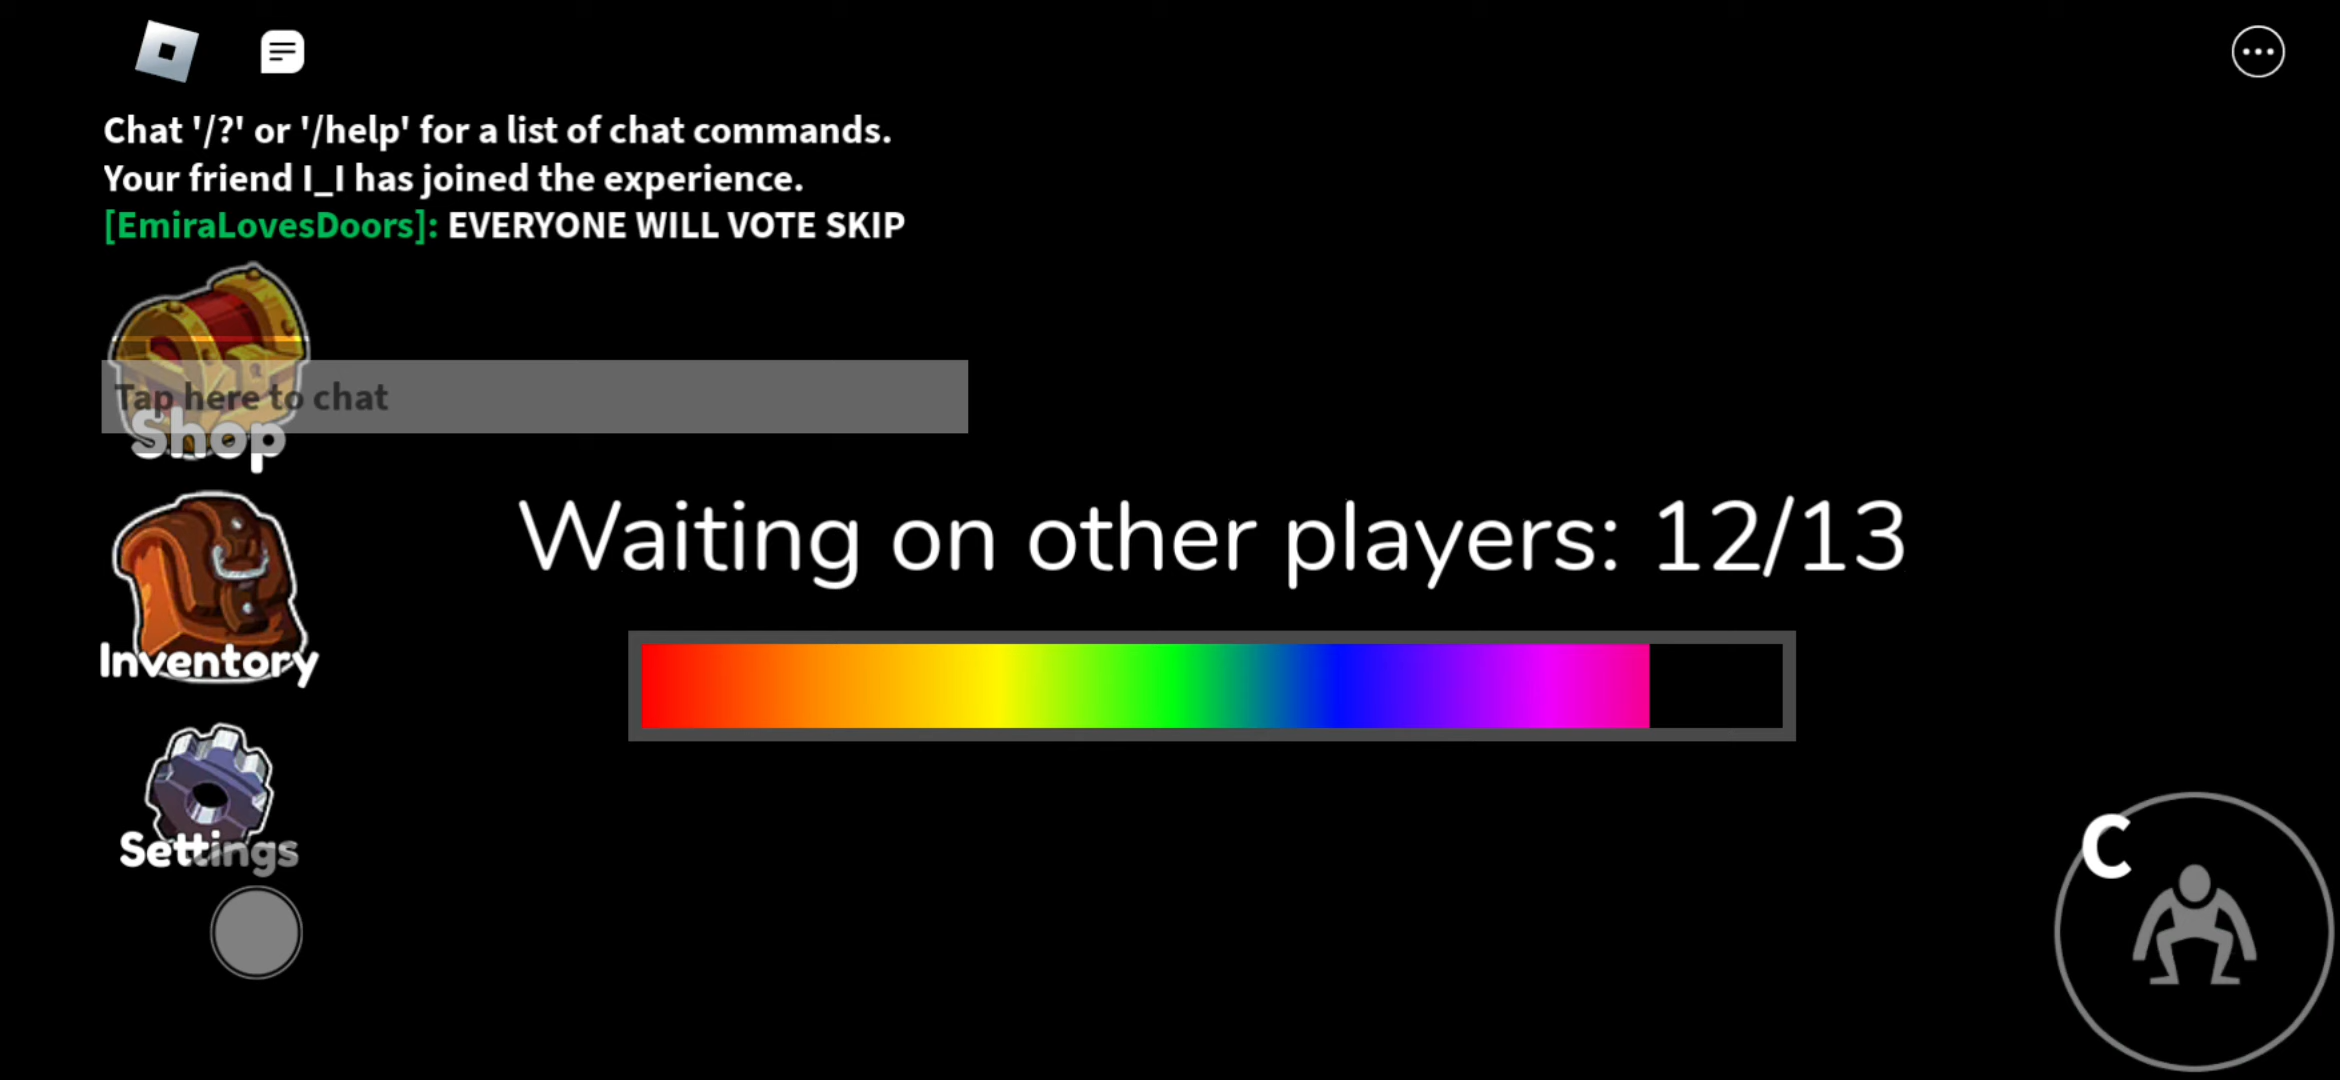 Chat '/?' or '/help' for a list of chat commands.
Your friend I_I has joined the experience.
[EmiraLovesDoors]: EVERYONE WILL VOTE SKIP
Tap here to chat
Shop
Waiting on other players: 12/13
Inventory
Settings
C